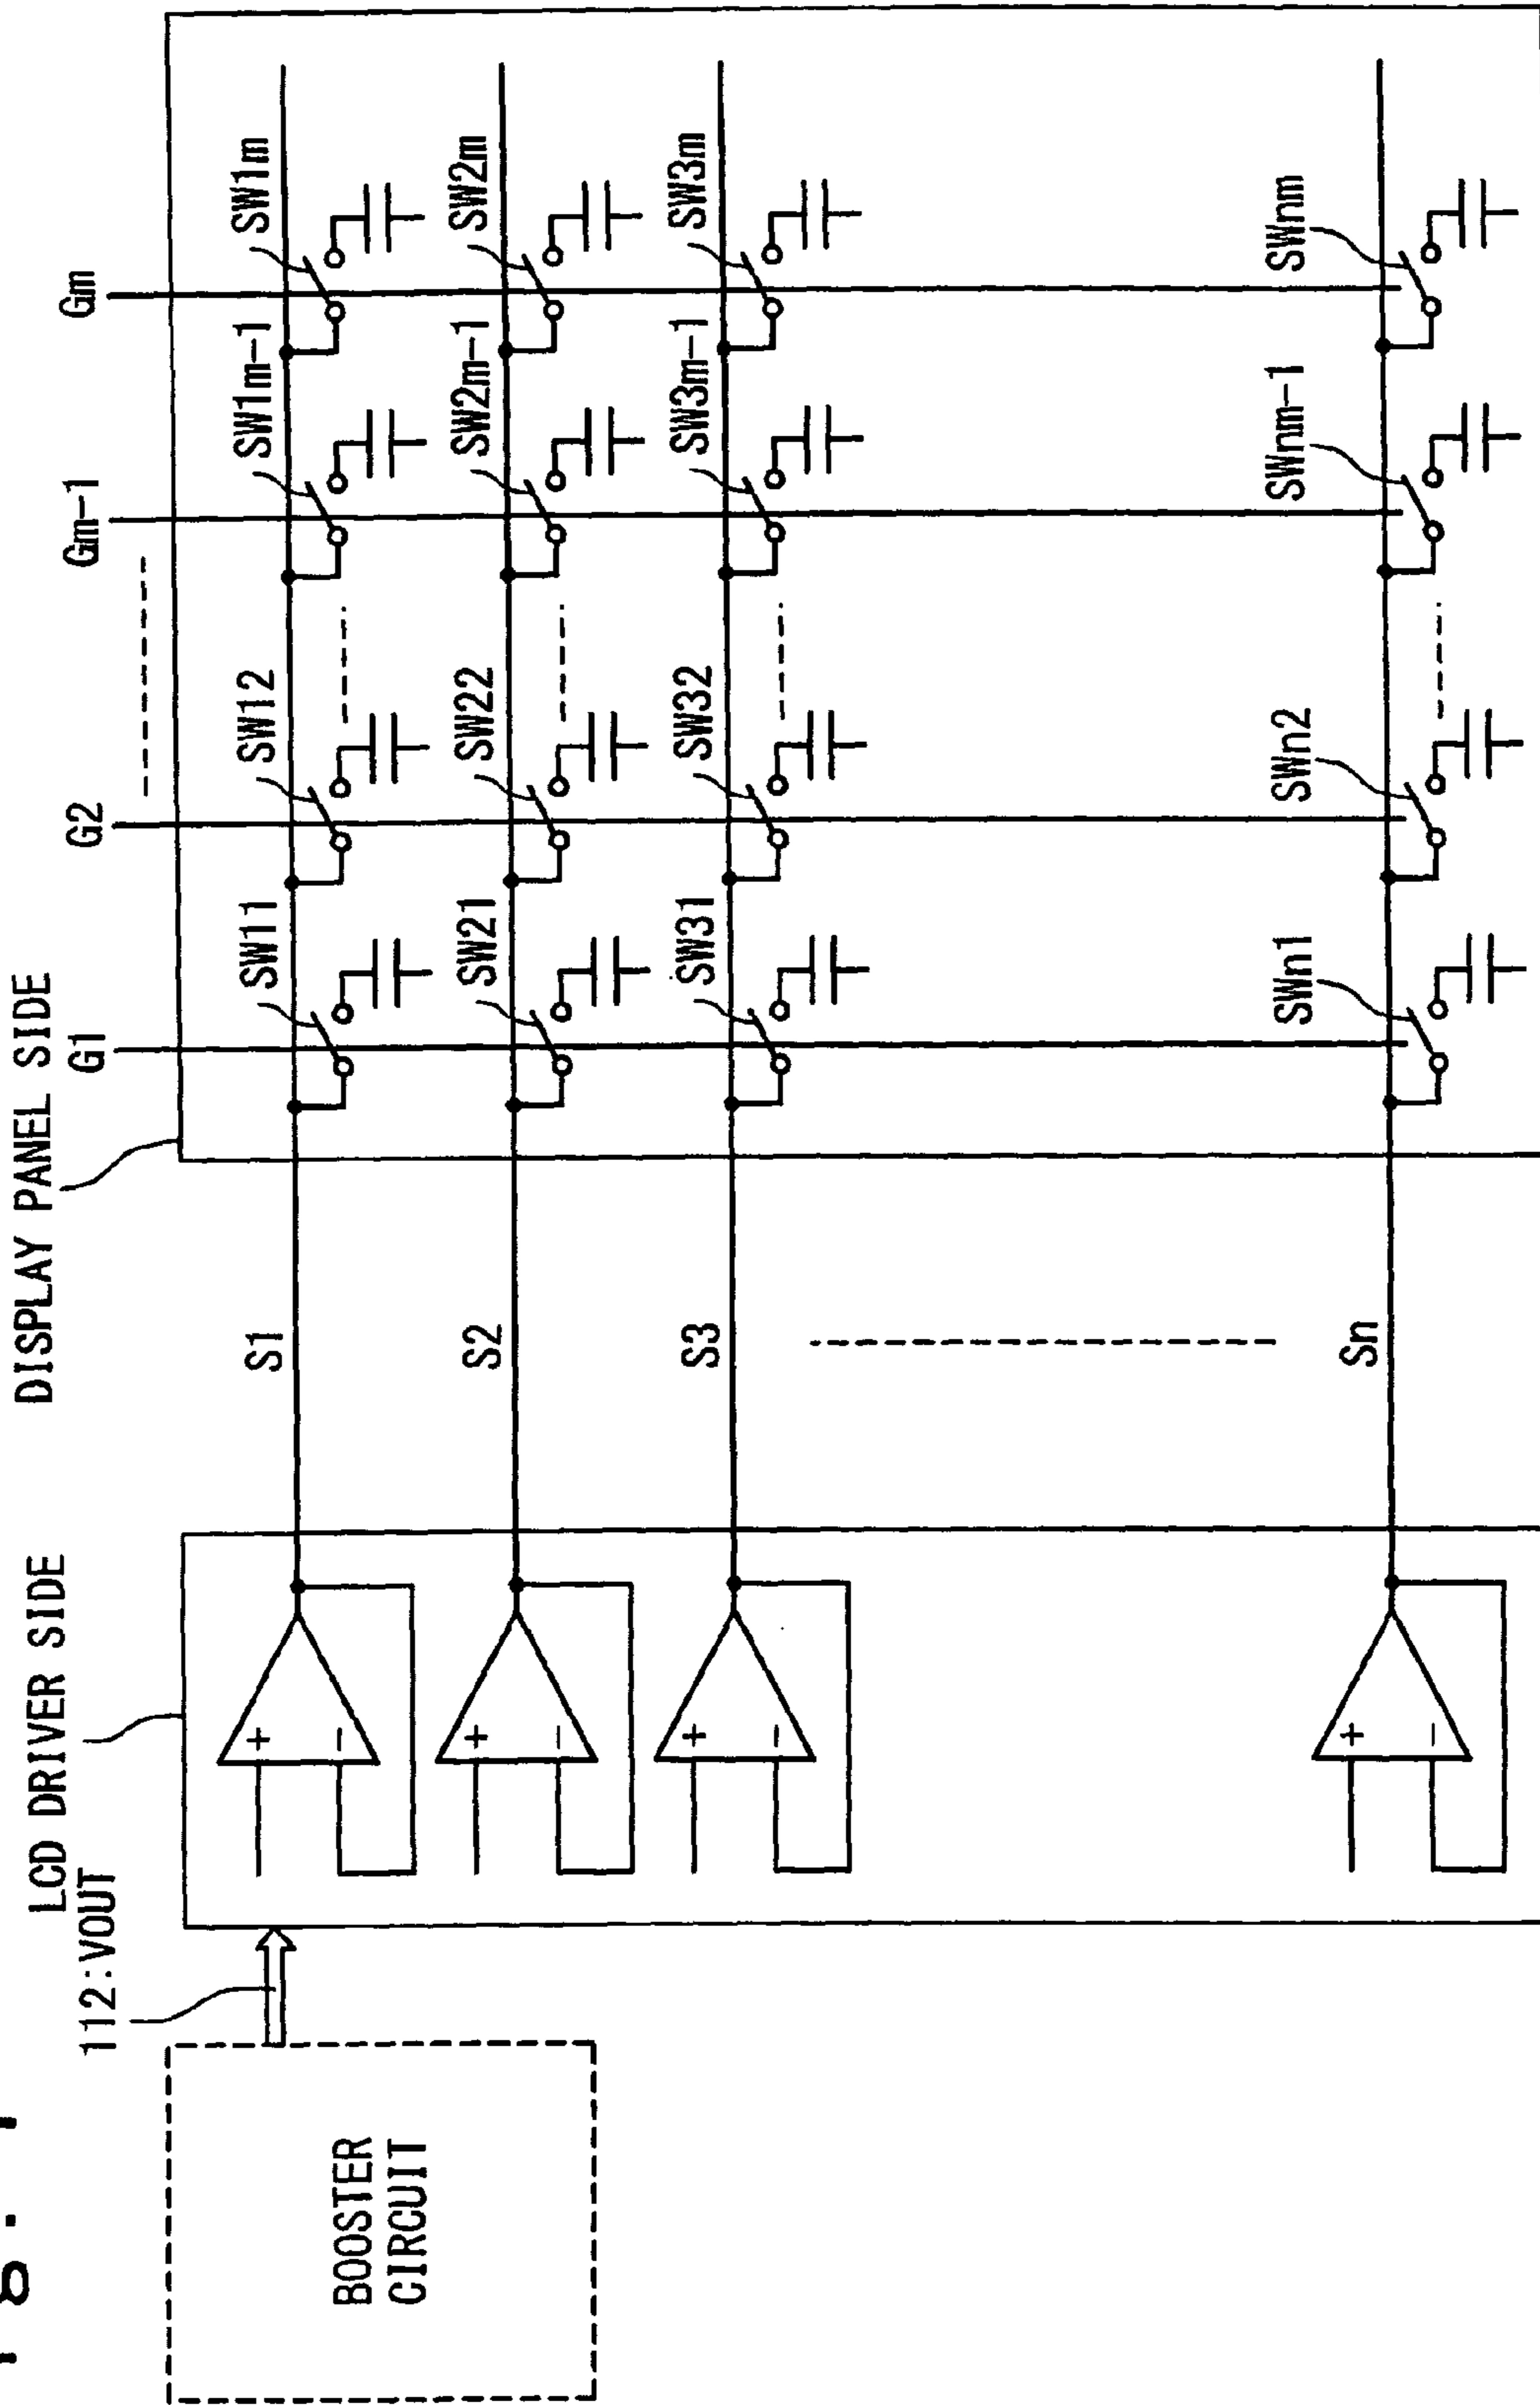 DISPLAY PANEL SIDE
LCD DRIVER SIDE
112:VOUT
BOOSTER
CIRCUIT
G1
G2
Gm-1
Gm
S1
SW11
SW12
SW1m-1
SW1m
S2
SW21
SW22
SW2m-1
SW2m
S3
SW31
SW32
SW3m-1
SW3m
Sn
SWn1
SWn2
SWnm-1
SWnm
+
−
+
−
+
−
+
−